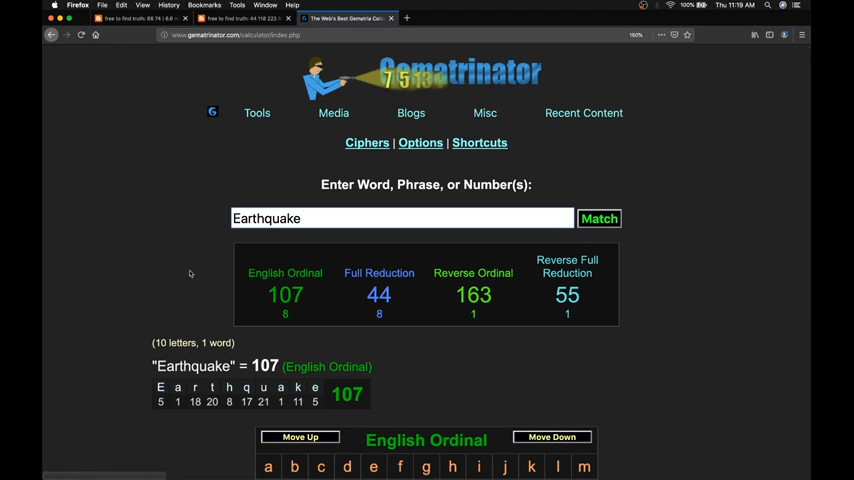 Firefox File Edit View History Bookmarks Tools Window Help
100% Thu 11:19 AM
free to find truth: 66 74 | 6.6 m
free to find truth: 44 118 223
The Web's Best Gematria Calc
www.gematrinator.com/calculator/index.php
150%
Gematrinator
7 5 13
G Tools Media Blogs Misc Recent Content
Ciphers | Options | Shortcuts
Enter Word, Phrase, or Number(s):
Earthquake Match
English Ordinal Full Reduction Reverse Ordinal Reverse Full Reduction
107 44 163 55
8 8 1 1
(10 letters, 1 word)
"Earthquake" = 107 (English Ordinal)
E a r t h q u a k e
107
5 1 18 20 8 17 21 1 11 5
Move Up English Ordinal Move Down
a b c d e f g h i j k l m